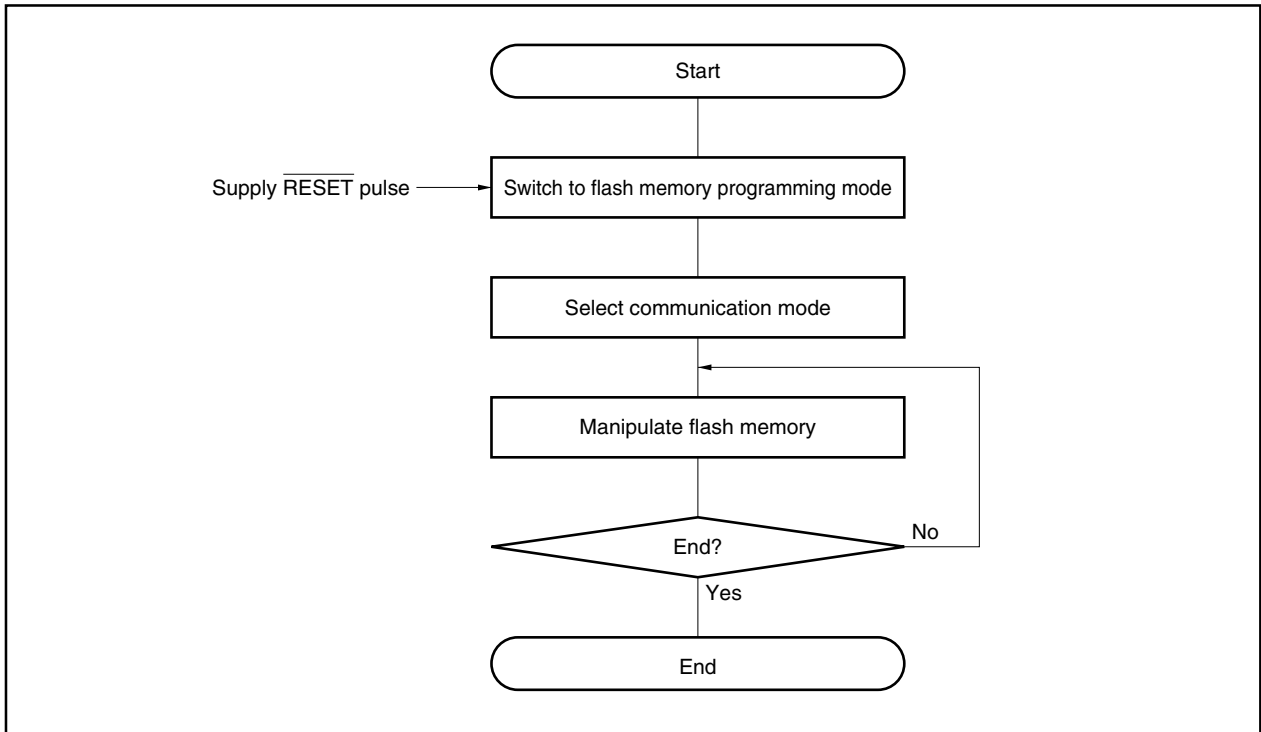 Start
Supply RESET pulse
Switch to flash memory programming mode
Select communication mode
Manipulate flash memory
End?
No
Yes
End